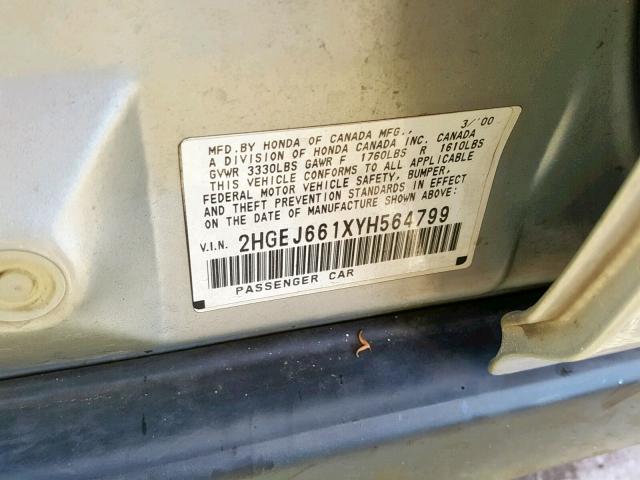 MFD. BY HONDA OF CANADA MFG., 3/'00
A DIVISION OF HONDA CANADA INC. CANADA
GVWR 3330LBS GAWR F 1760LBS R 1610LBS
THIS VEHICLE CONFORMS TO ALL APPLICABLE
FEDERAL MOTOR VEHICLE SAFETY, BUMPER,
AND THEFT PREVENTION STANDARDS IN EFFECT
ON THE DATE OF MANUFACTURE SHOWN ABOVE.
V.I.N. 2HGEJ661XYH564799
PASSENGER CAR